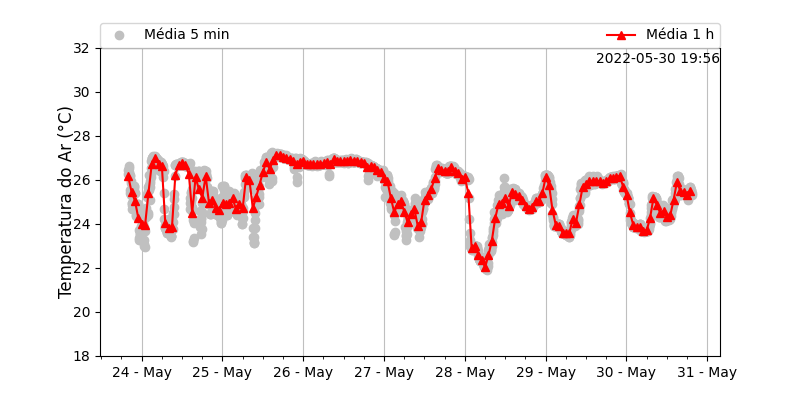 Média 5 min
Média 1 h
2022-05-30 19:56
Temperatura do Ar (°C)
32
30
28
26
24
22
20
18
24 - May
25 - May
26 - May
27 - May
28 - May
29 - May
30 - May
31 - May